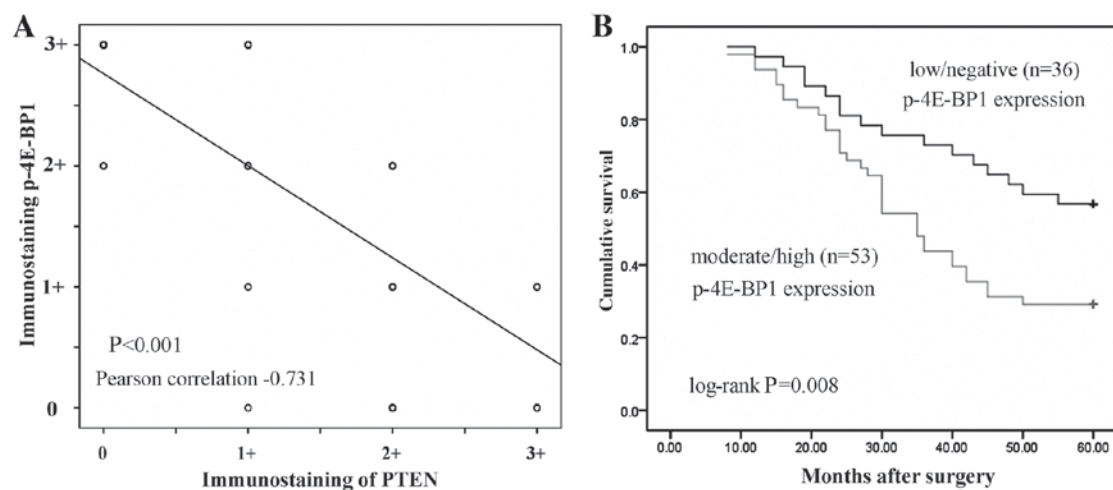 A
Immunostaining p-4E-BP1
3+
2+
1+
0
P<0.001
Pearson correlation -0.731
0 1+ 2+ 3+
Immunostaining of PTEN
B
Cumulative survival
1.0
0.8
0.6
0.4
0.2
0.0
low/negative (n=36)
p-4E-BP1 expression
moderate/high (n=53)
p-4E-BP1 expression
log-rank P=0.008
0.00 10.00 20.00 30.00 40.00 50.00 60.00
Months after surgery